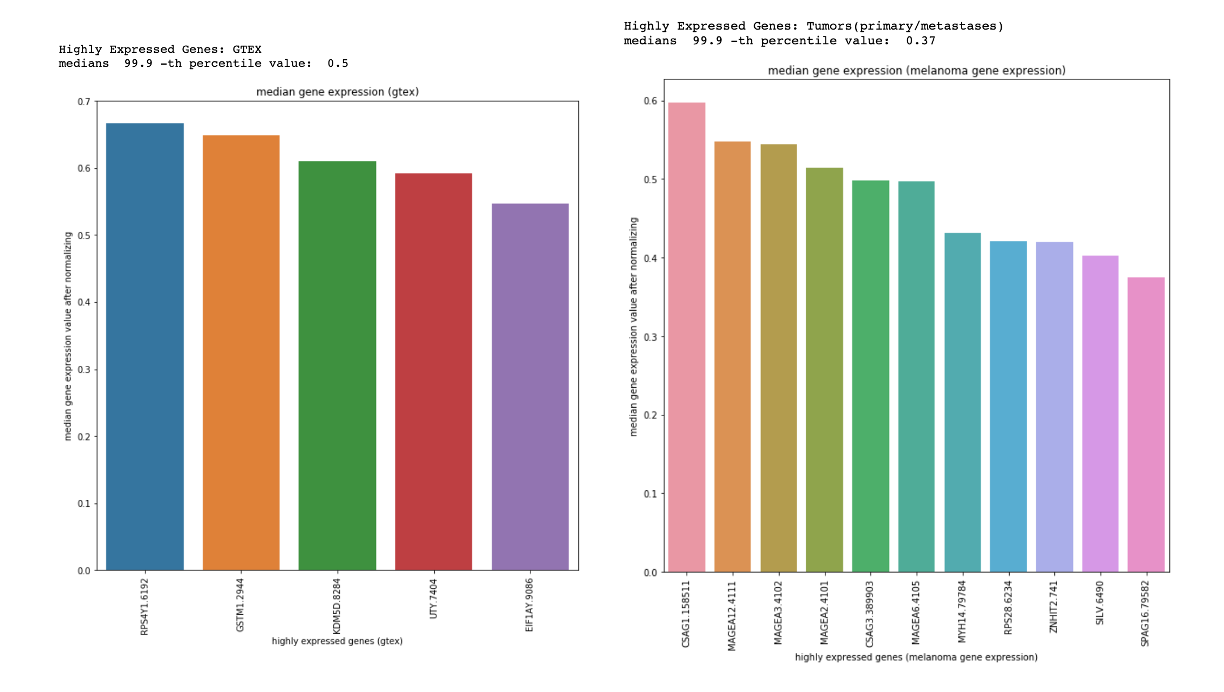 Highly Expressed Genes: GTEX
medians  99.9 -th percentile value:  0.5
median gene expression (gtex)
median gene expression value after normalizing
0.7
0.6
0.5
0.4
0.3
0.2
0.1
0.0
RPS4Y1.6192
GSTM1.2944
KDM5D.8284
UTY.7404
EIF1AY.9086
highly expressed genes (gtex)
Highly Expressed Genes: Tumors(primary/metastases)
medians  99.9 -th percentile value:  0.37
median gene expression (melanoma gene expression)
median gene expression value after normalizing
0.6
0.5
0.4
0.3
0.2
0.1
0.0
CSAG1.158511
MAGEA12.4111
MAGEA3.4102
MAGEA2.4101
CSAG3.389903
MAGEA6.4105
MYH14.79784
RPS28.6234
ZNHIT2.741
SILV.6490
SPAG16.79582
highly expressed genes (melanoma gene expression)